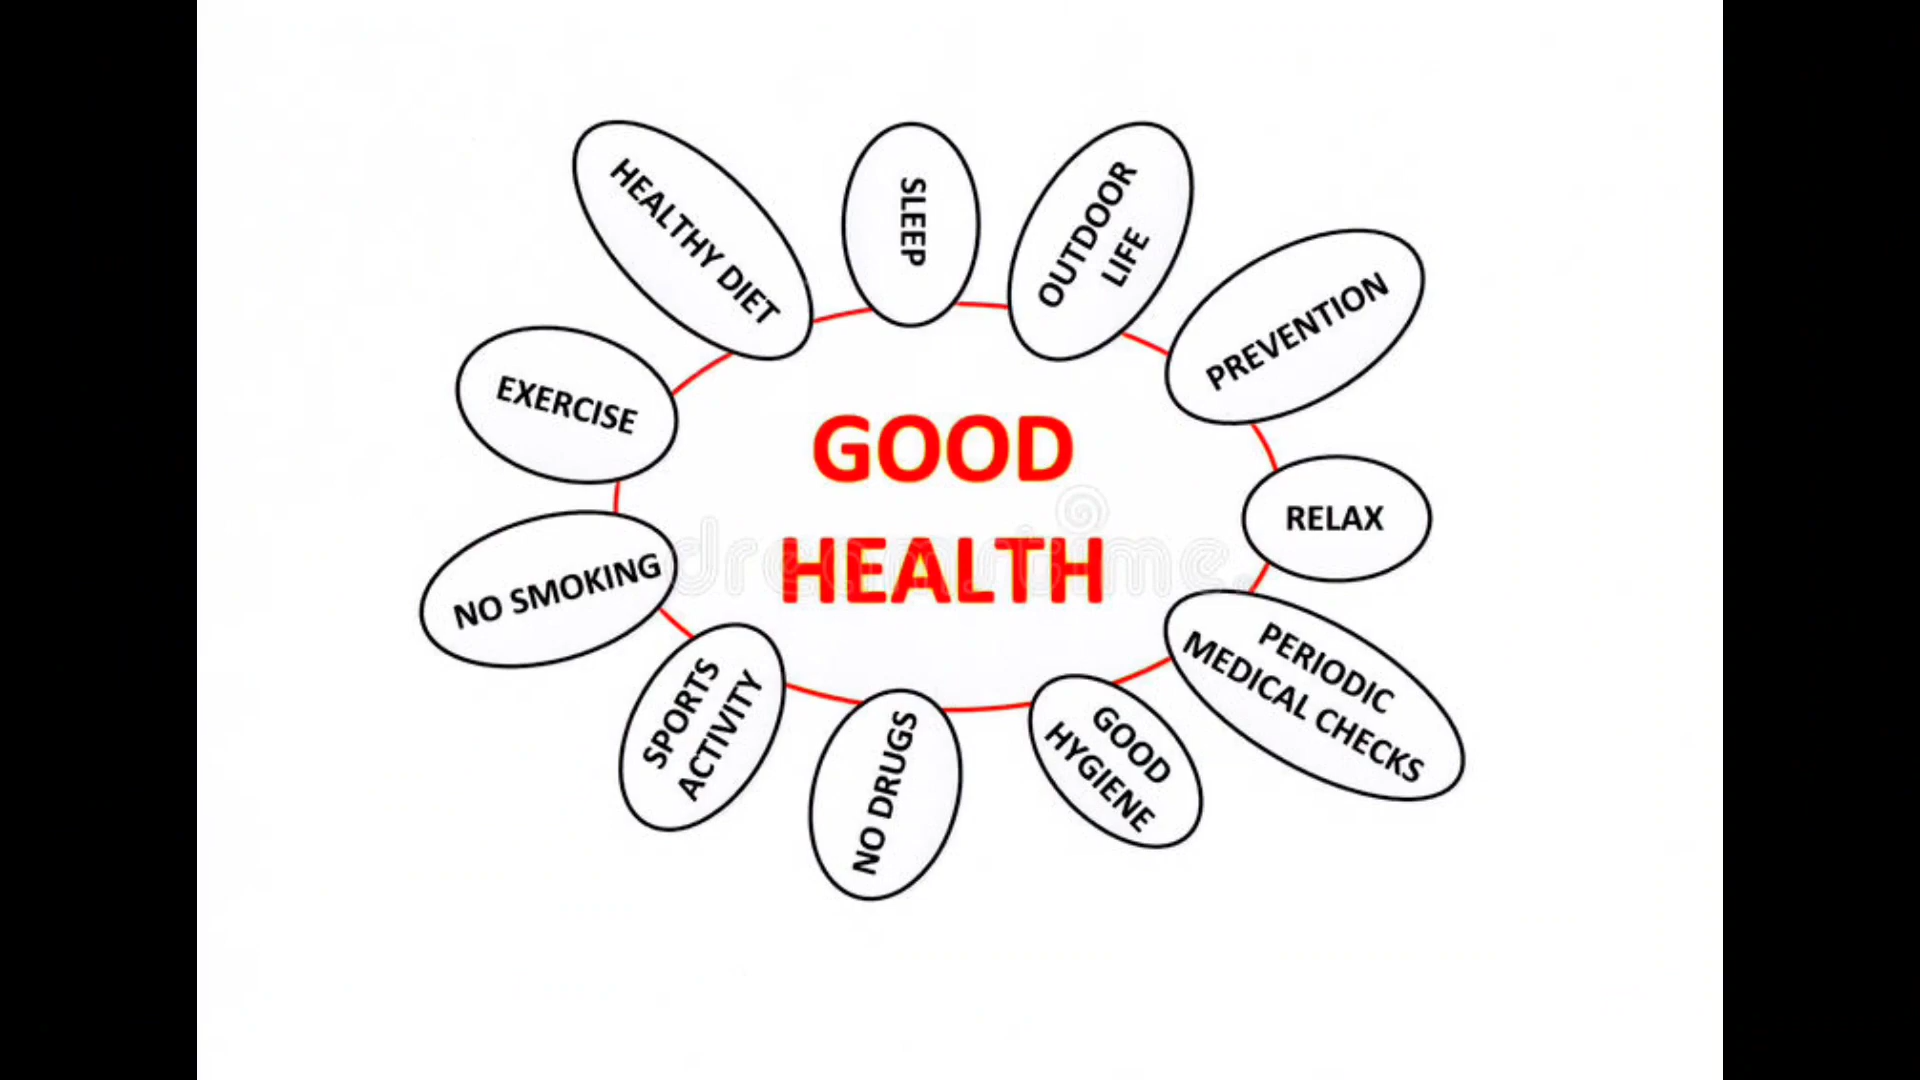 HEALTHY DIET
SLEEP
OUTDOOR
LIFE
PREVENTION
EXERCISE
GOOD
HEALTH
RELAX
NO SMOKING
PERIODIC
MEDICAL CHECKS
SPORTS
ACTIVITY
NO DRUGS
GOOD
HYGIENE
dreamstime.